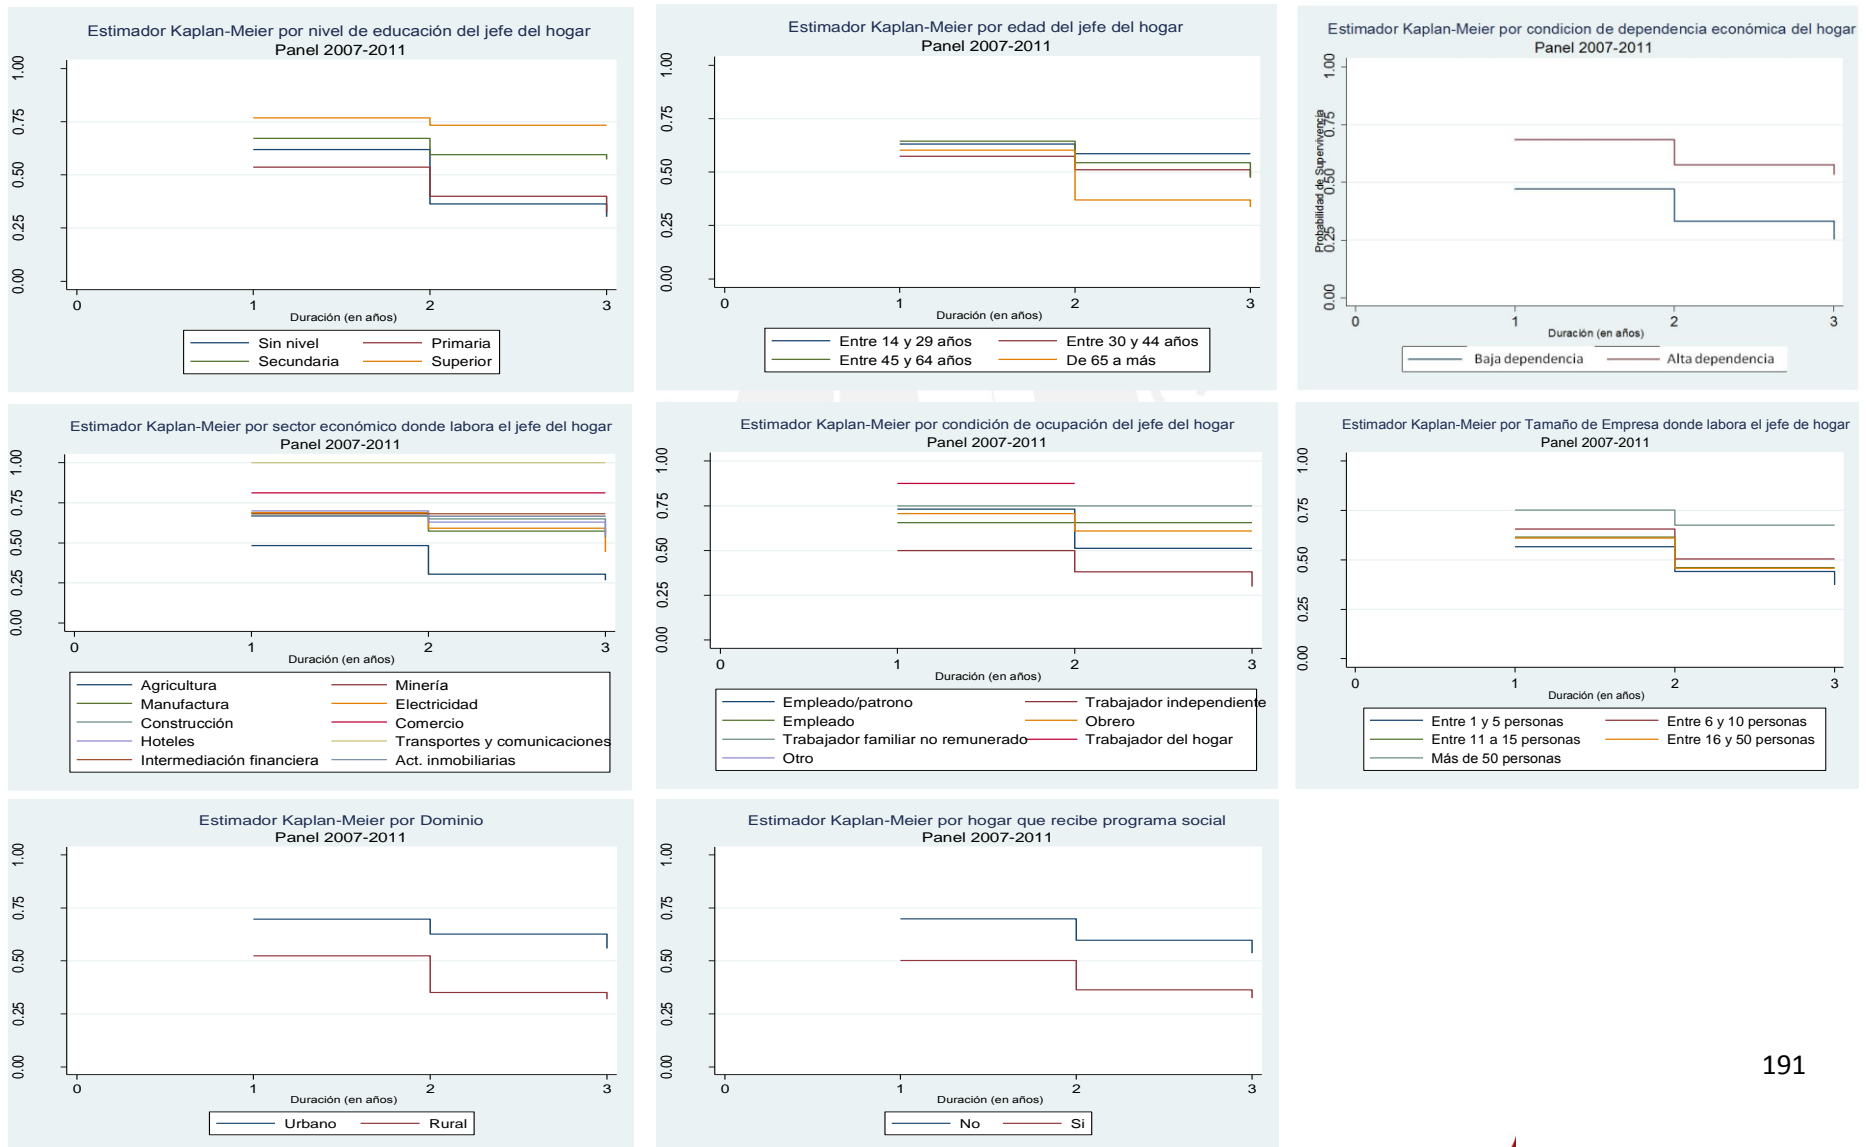 Estimador Kaplan-Meier por nivel de educación del jefe del hogar
Panel 2007-2011
1.00
0.75
0.50
0.25
0.00
0 1 2 3
Duración (en años)
Sin nivel Primaria
Secundaria Superior
Estimador Kaplan-Meier por edad del jefe del hogar
Panel 2007-2011
1.00
0.75
0.50
0.25
0.00
0 1 2 3
Duración (en años)
Entre 14 y 29 años Entre 30 y 44 años
Entre 45 y 64 años De 65 a más
Estimador Kaplan-Meier por condicion de dependencia económica del hogar
Panel 2007-2011
Probabilidad de Supervivencia
1.00
0.75
0.50
0.25
0.00
0 1 2 3
Duración (en años)
Baja dependencia Alta dependencia
Estimador Kaplan-Meier por sector económico donde labora el jefe del hogar
Panel 2007-2011
1.00
0.75
0.50
0.25
0.00
0 1 2 3
Duración (en años)
Agricultura Minería
Manufactura Electricidad
Construcción Comercio
Hoteles Transportes y comunicaciones
Intermediación financiera Act. inmobiliarias
Estimador Kaplan-Meier por condición de ocupación del jefe del hogar
Panel 2007-2011
1.00
0.75
0.50
0.25
0.00
0 1 2 3
Duración (en años)
Empleado/patrono Trabajador independiente
Empleado Obrero
Trabajador familiar no remunerado Trabajador del hogar
Otro
Estimador Kaplan-Meier por Tamaño de Empresa donde labora el jefe de hogar
Panel 2007-2011
1.00
0.75
0.50
0.25
0.00
0 1 2 3
Duración (en años)
Entre 1 y 5 personas Entre 6 y 10 personas
Entre 11 a 15 personas Entre 16 y 50 personas
Más de 50 personas
Estimador Kaplan-Meier por Dominio
Panel 2007-2011
1.00
0.75
0.50
0.25
0.00
0 1 2 3
Duración (en años)
Urbano Rural
Estimador Kaplan-Meier por hogar que recibe programa social
Panel 2007-2011
1.00
0.75
0.50
0.25
0.00
0 1 2 3
Duración (en años)
No Si
191